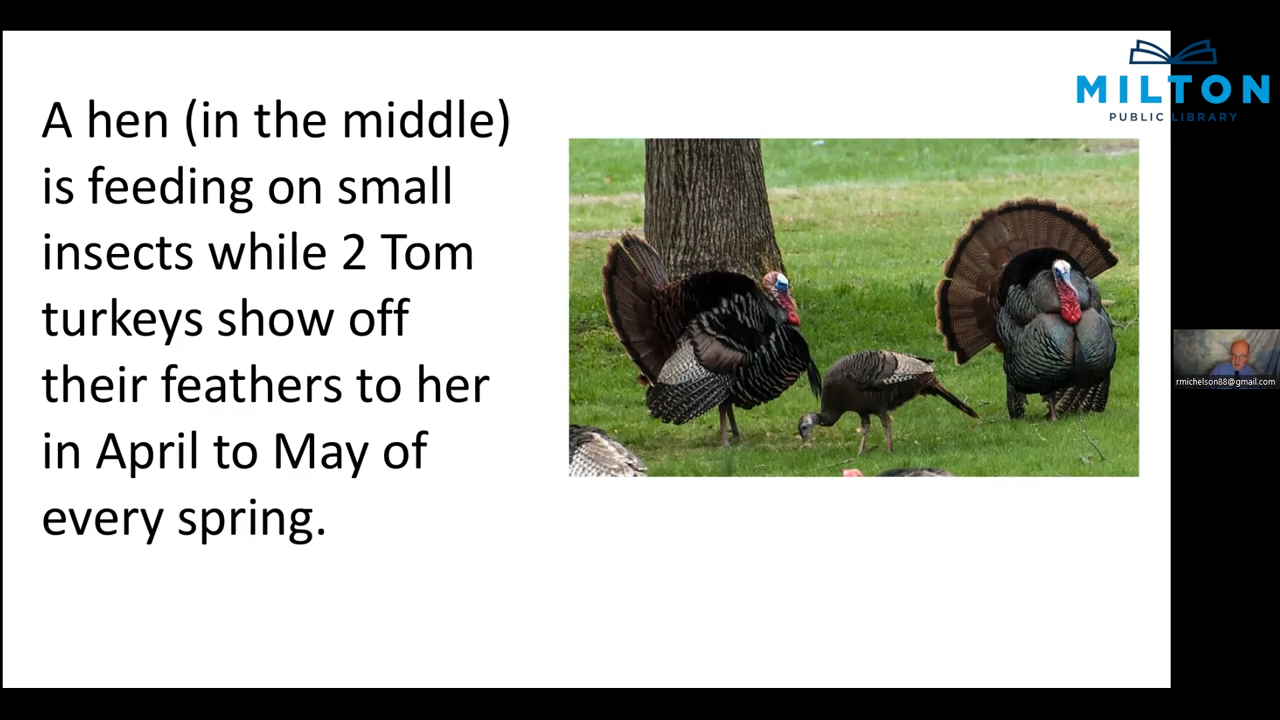 A hen (in the middle)
is feeding on small
insects while 2 Tom
turkeys show off
their feathers to her
in April to May of
every spring.
MILTON
PUBLIC LIBRARY
rmichelson88@gmail.com